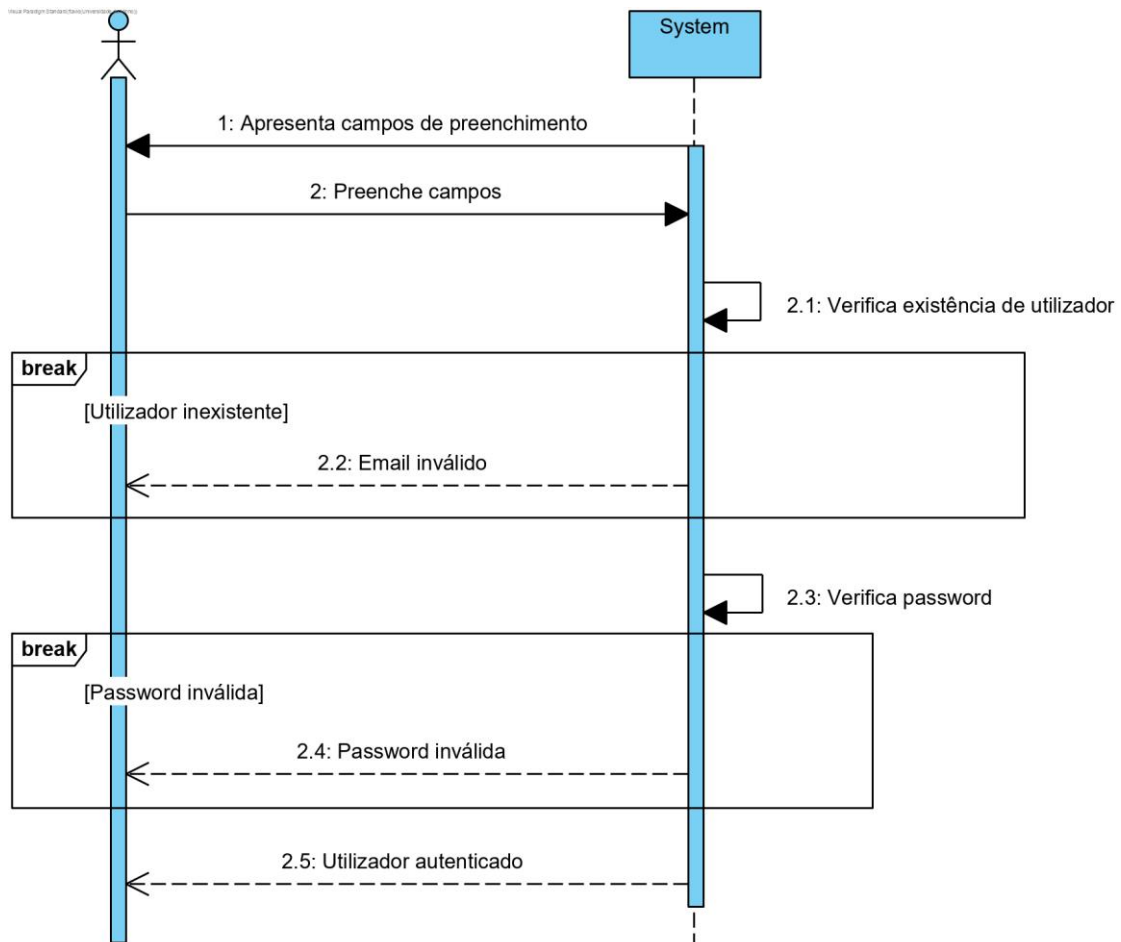 System
1: Apresenta campos de preenchimento
2: Preenche campos
2.1: Verifica existência de utilizador
break
[Utilizador inexistente]
2.2: Email inválido
2.3: Verifica password
break
[Password inválida]
2.4: Password inválida
2.5: Utilizador autenticado